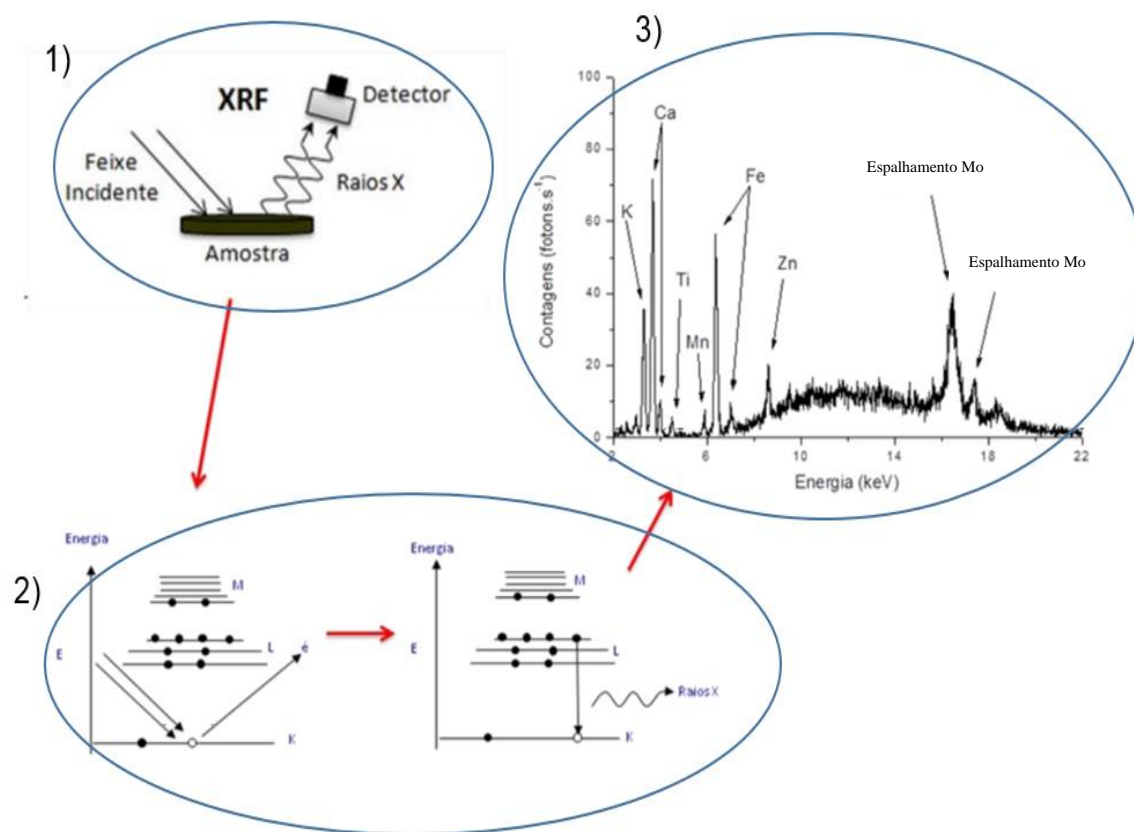 1)
XRF
Detector
Feixe
Incidente
Raios X
Amostra
3)
100
80
60
40
20
0
Contagens (fotons.s⁻¹)
K
Ca
Ti
Mn
Fe
Zn
Espalhamento Mo
Espalhamento Mo
2
6
10
14
18
22
Energia (keV)
2)
Energia
M
E
L
é
K
Energia
M
E
L
Raios X
K